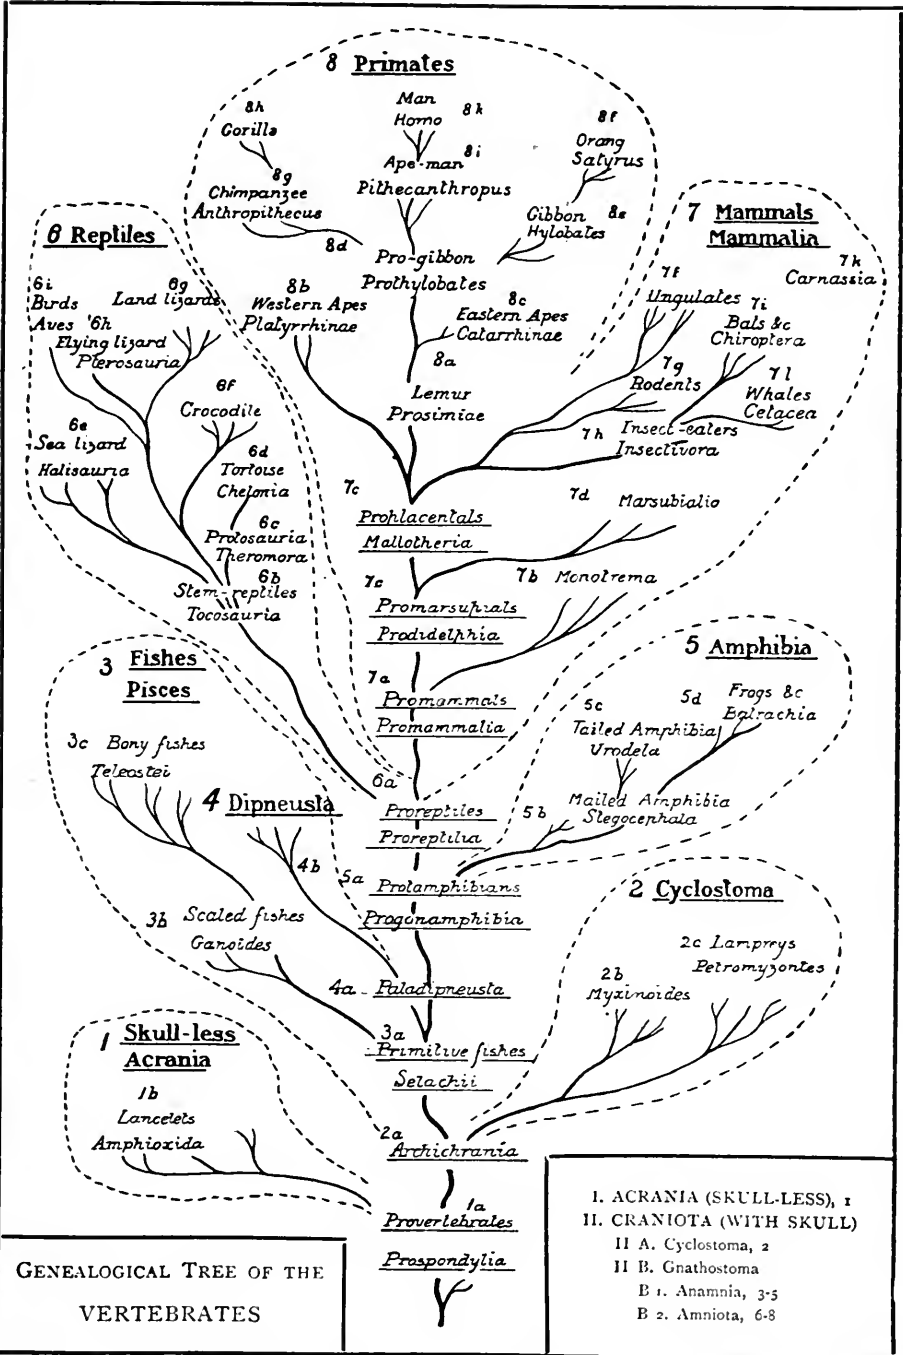 8 Primates
8h
Gorilla
8g
Chimpanzee
Anthropithecus
8d
Man
Homo
8k
8i
Ape-man
Pithecanthropus
Pro-gibbon
Prothylobates
8f
Orang
Satyrus
Gibbon 8e
Hylobates
8b
Western Apes
Platyrrhinae
8c
Eastern Apes
Catarrhinae
8a
Lemur
Prosimiae
6 Reptiles
6i
Birds
Aves
6g
Land lizards
6h
Flying lizard
Pterosauria
6f
Crocodile
6e
Sea lizard
Halisauria
6d
Tortoise
Chelonia
6c
Protosauria
Theromora
6b
Stem-reptiles
Tocosauria
7 Mammals
Mammalia
7k
Carnassia
7f
Ungulates
7i
Bats &c
Chiroptera
7g
Rodents
7l
Whales
Cetacea
7h
Insect-eaters
Insectivora
7c
Prohlacentals
Mallotheria
7d Marsubialio
7c
Promarsupials
Prodidelphia
7b Monotrema
7a
Promammals
Promammalia
3 Fishes
Pisces
3c Bony fishes
Teleostei
4 Dipneusta
4b
3b Scaled fishes
Ganoides
5 Amphibia
5d Frogs &c
Batrachia
5c
Tailed Amphibia
Urodela
5b Mailed Amphibia
Stegocephala
6a
Proreptiles
Proreptilia
5a
Protamphibians
Progonamphibia
4a Paladipneusta
3a
Primitive fishes
Selachii
2 Cyclostoma
2c Lampreys
Petromyzontes
2b
Myxinoides
1 Skull-less
Acrania
1b
Lancelets
Amphioxida
2a
Archichrania
1a
Provertebrates
Prospondylia
GENEALOGICAL TREE OF THE
VERTEBRATES
I. ACRANIA (SKULL-LESS), 1
II. CRANIOTA (WITH SKULL)
II A. Cyclostoma, 2
II B. Gnathostoma
B 1. Anamnia, 3-5
B 2. Amniota, 6-8